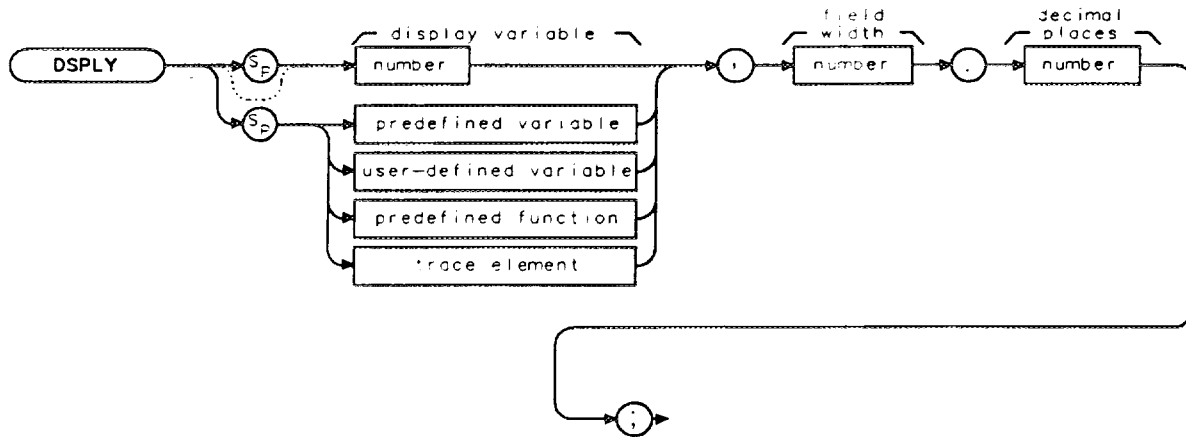 field
decimal
display variable
width
places
DSPLY
Sp
number
,
number
.
number
Sp
predefined variable
user-defined variable
predefined function
trace element
;